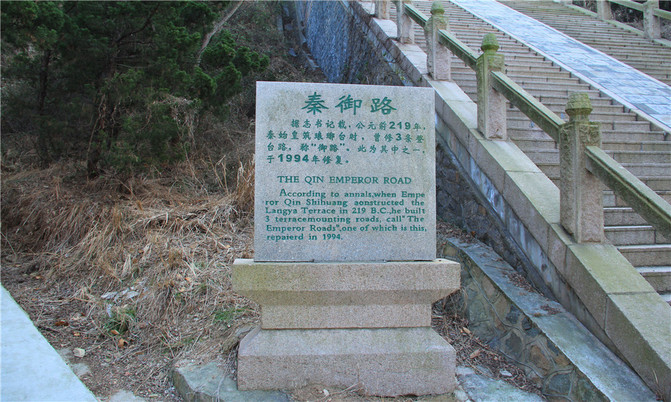 秦御路
据志书记载，公元前219年，
秦始皇筑琅琊台时，曾修3条登
台路，称"御路"。此为其中之一，
于1994年修复。
THE QIN EMPEROR ROAD
According to annals,when Empe
ror Qin Shihuang aonstructed the
Langya Terrace in 219 B.C.,he built
3 terracemounting roads, call"The
Emperor Roads",one of which is this,
repaierd in 1994.